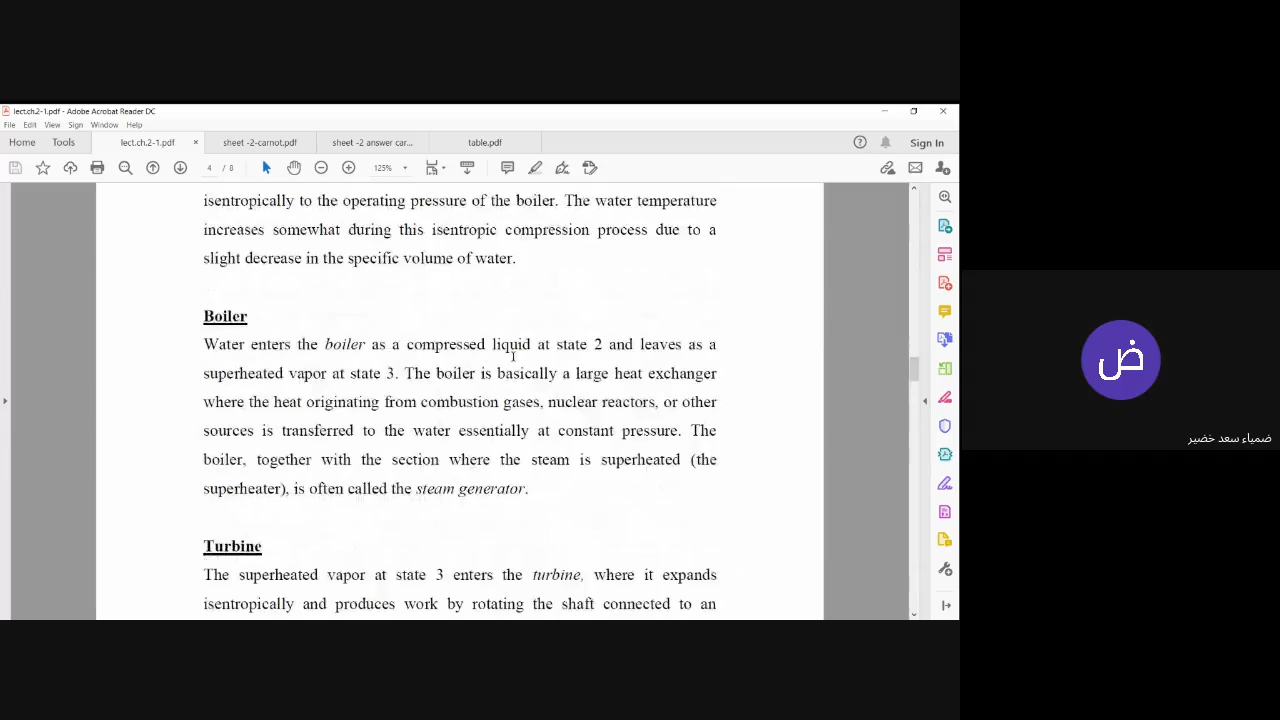 lect.ch.2-1.pdf - Adobe Acrobat Reader DC
File Edit View Sign Window Help
Home Tools lect.ch.2-1.pdf × sheet -2-carnot.pdf sheet -2 answer car... table.pdf Sign In
4 / 8 125%
isentropically to the operating pressure of the boiler. The water temperature
increases somewhat during this isentropic compression process due to a
slight decrease in the specific volume of water.
Boiler
Water enters the boiler as a compressed liquid at state 2 and leaves as a
superheated vapor at state 3. The boiler is basically a large heat exchanger
where the heat originating from combustion gases, nuclear reactors, or other
sources is transferred to the water essentially at constant pressure. The
boiler, together with the section where the steam is superheated (the
superheater), is often called the steam generator.
Turbine
The superheated vapor at state 3 enters the turbine, where it expands
isentropically and produces work by rotating the shaft connected to an
ض
ضمياء سعد خضير